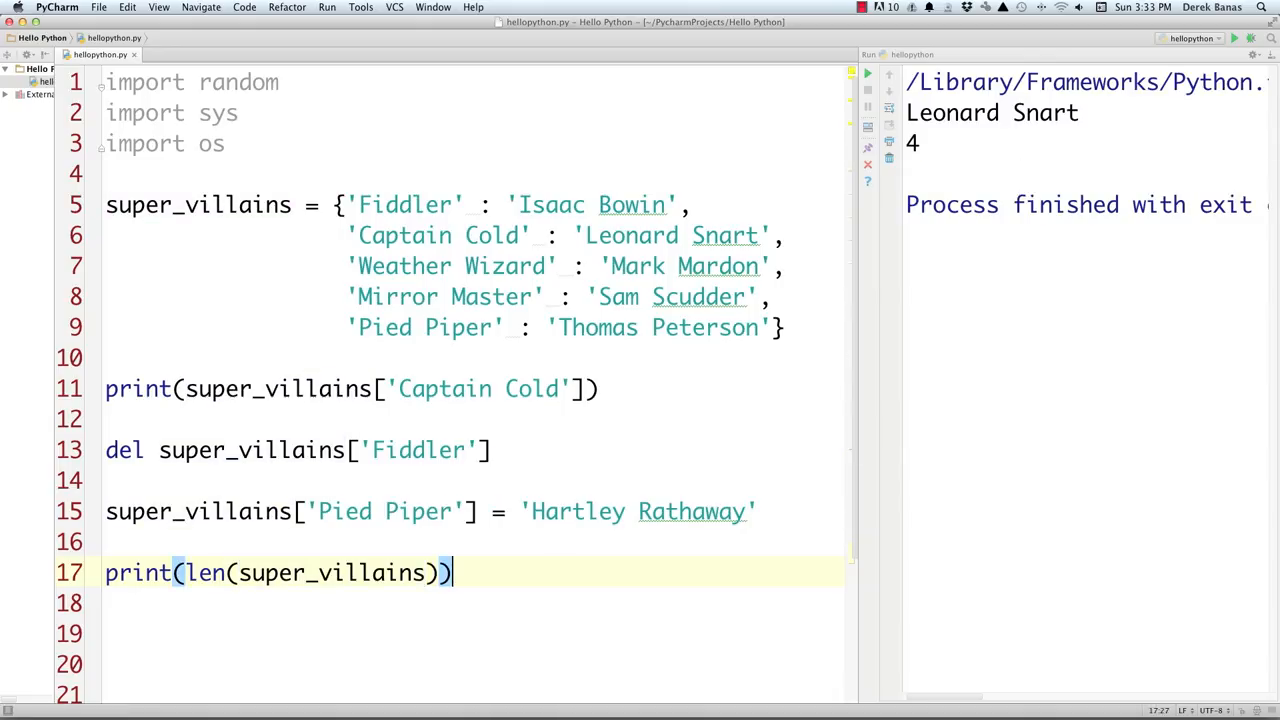 PyCharm File Edit View Navigate Code Refactor Run Tools VCS Window Help 10 Sun 3:33 PM Derek Banas
hellopython.py – Hello Python – [~/PycharmProjects/Hello Python]
Hello Python hellopython.py hellopython
hellopython.py Run hellopython
Hello P
hello
Externa
1 import random
2 import sys
3 import os
4
5 super_villains = {'Fiddler' : 'Isaac Bowin',
6 'Captain Cold' : 'Leonard Snart',
7 'Weather Wizard' : 'Mark Mardon',
8 'Mirror Master' : 'Sam Scudder',
9 'Pied Piper' : 'Thomas Peterson'}
10
11 print(super_villains['Captain Cold'])
12
13 del super_villains['Fiddler']
14
15 super_villains['Pied Piper'] = 'Hartley Rathaway'
16
17 print(len(super_villains))
18
19
20
21
/Library/Frameworks/Python.
Leonard Snart
4
Process finished with exit
17:27 LF UTF-8